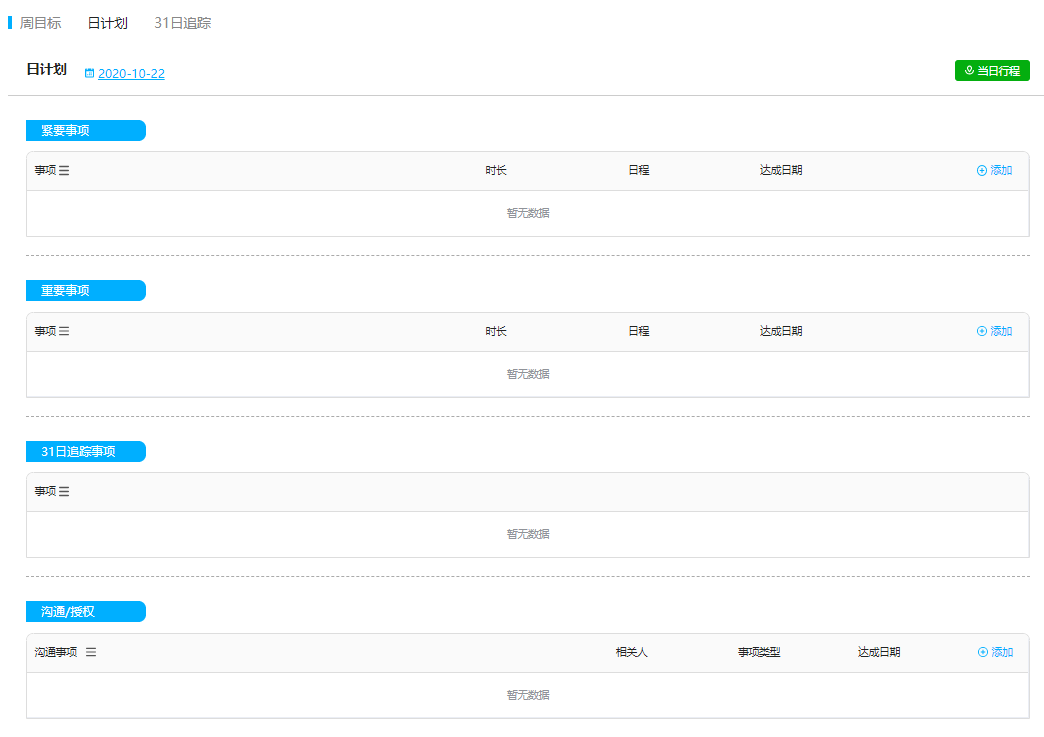 周目标 日计划 31日追踪
日计划 2020-10-22 当日行程
紧要事项
事项 时长 日程 达成日期 添加
暂无数据
重要事项
事项 时长 日程 达成日期 添加
暂无数据
31日追踪事项
事项
暂无数据
沟通/授权
沟通事项 相关人 事项类型 达成日期 添加
暂无数据